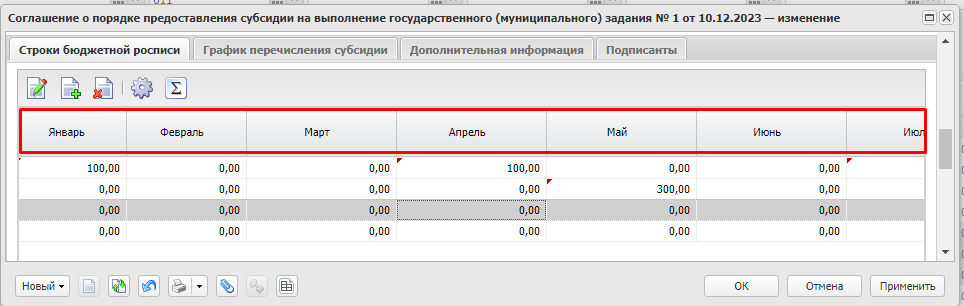 Соглашение о порядке предоставления субсидии на выполнение государственного (муниципального) задания № 1 от 10.12.2023 — изменение
Строки бюджетной росписи График перечисления субсидии Дополнительная информация Подписанты
Январь Февраль Март Апрель Май Июнь Июл
100,00 0,00 0,00 100,00 0,00 0,00
0,00 0,00 0,00 0,00 300,00 0,00
0,00 0,00 0,00 0,00 0,00 0,00
0,00 0,00 0,00 0,00 0,00 0,00
Новый ОК Отмена Применить